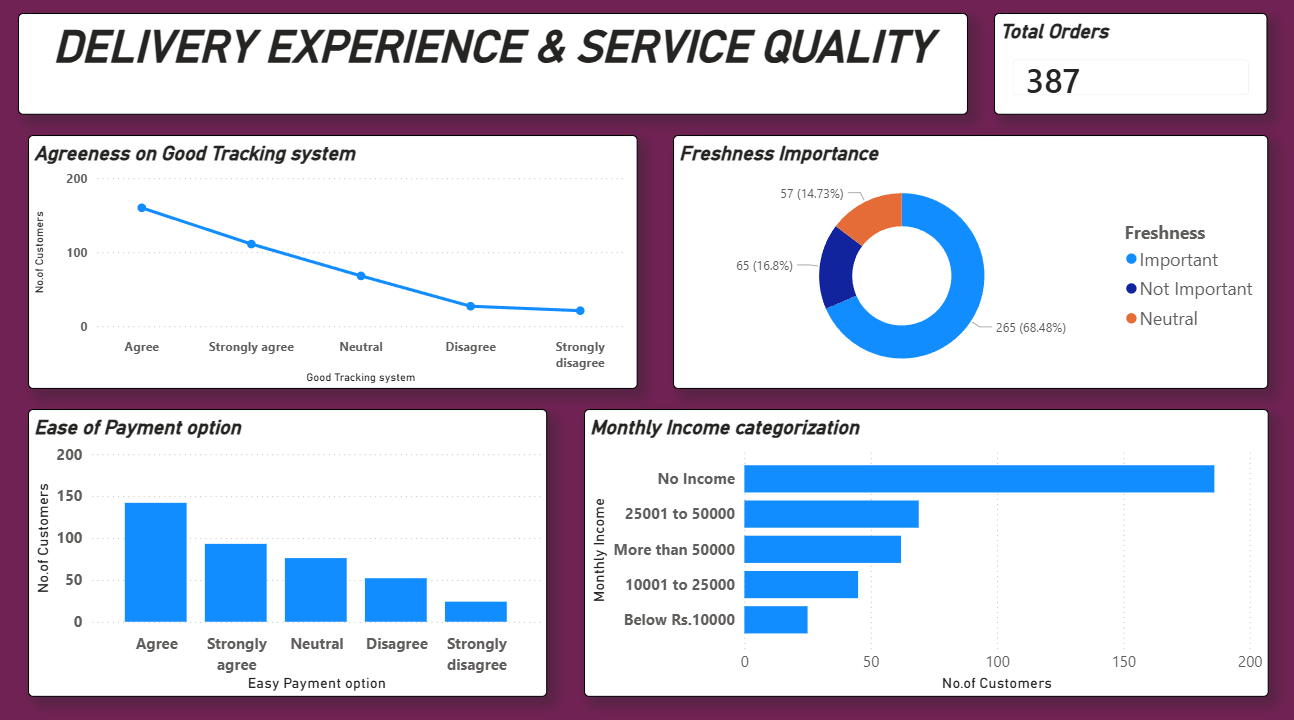 DELIVERY EXPERIENCE & SERVICE QUALITY
Total Orders
387
Agreeness on Good Tracking system
No.of Customers
200
100
0
Agree
Strongly agree
Neutral
Disagree
Strongly
disagree
Good Tracking system
Freshness Importance
57 (14.73%)
65 (16.8%)
265 (68.48%)
Freshness
Important
Not Important
Neutral
Ease of Payment option
No.of Customers
200
150
100
50
0
Agree
Strongly
agree
Neutral
Disagree
Strongly
disagree
Easy Payment option
Monthly Income categorization
Monthly Income
No Income
25001 to 50000
More than 50000
10001 to 25000
Below Rs.10000
0
50
100
150
200
No.of Customers